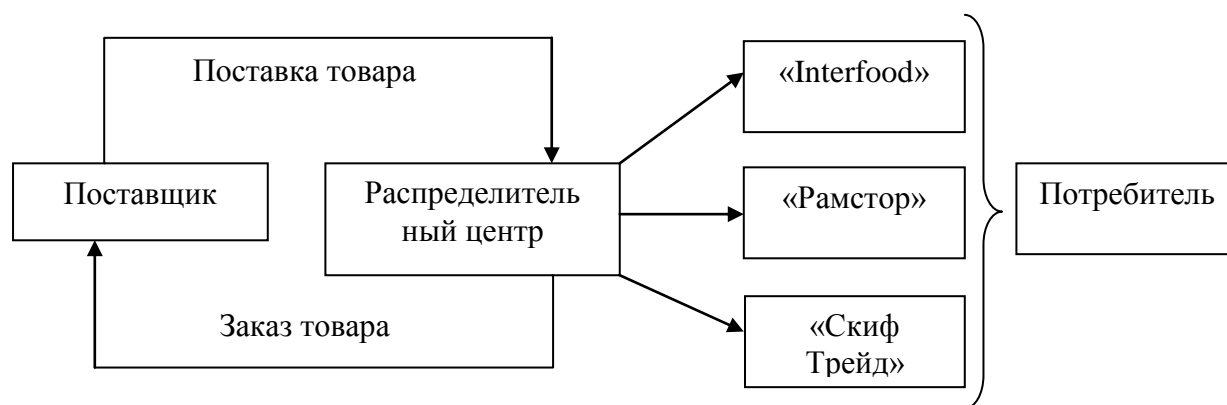 Поставка товара
«Interfood»
Поставщик
Распределитель
ный центр
«Рамстор»
Потребитель
Заказ товара
«Скиф
Трейд»